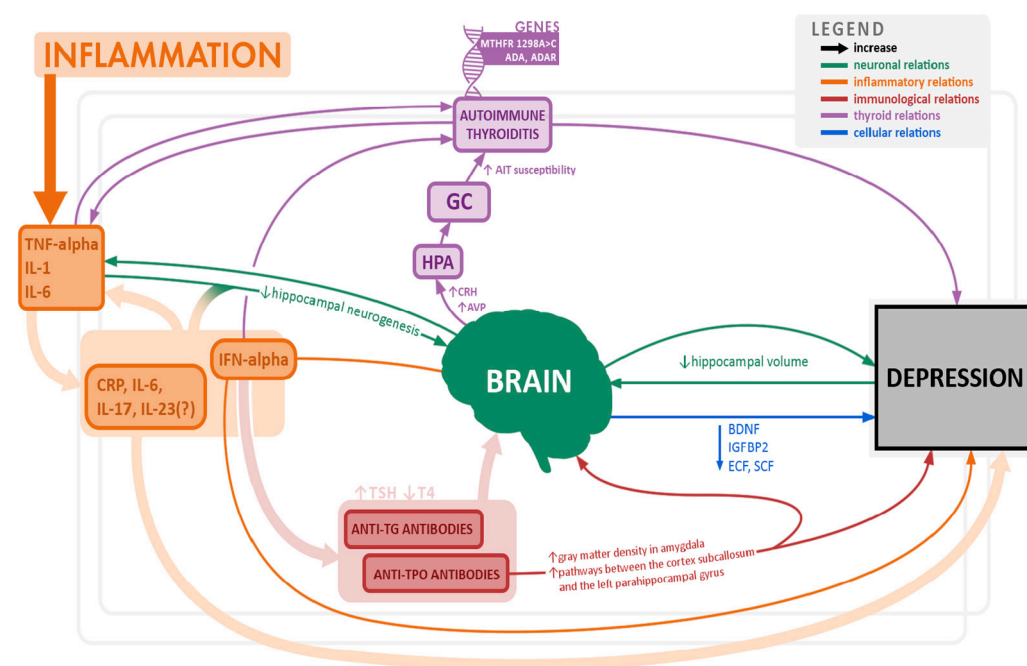 INFLAMMATION
GENES
MTHFR 1298A>C
ADA, ADAR
LEGEND
increase
neuronal relations
inflammatory relations
immunological relations
thyroid relations
cellular relations
AUTOIMMUNE
THYROIDITIS
↑ AIT susceptibility
GC
HPA
↑CRH
↑AVP
TNF-alpha
IL-1
IL-6
↓hippocampal neurogenesis
IFN-alpha
CRP, IL-6,
IL-17, IL-23(?)
BRAIN
↓hippocampal volume
DEPRESSION
BDNF
IGFBP2
ECF, SCF
↑TSH ↓T4
ANTI-TG ANTIBODIES
ANTI-TPO ANTIBODIES
↑gray matter density in amygdala
↑pathways between the cortex subcallosum
and the left parahippocampal gyrus